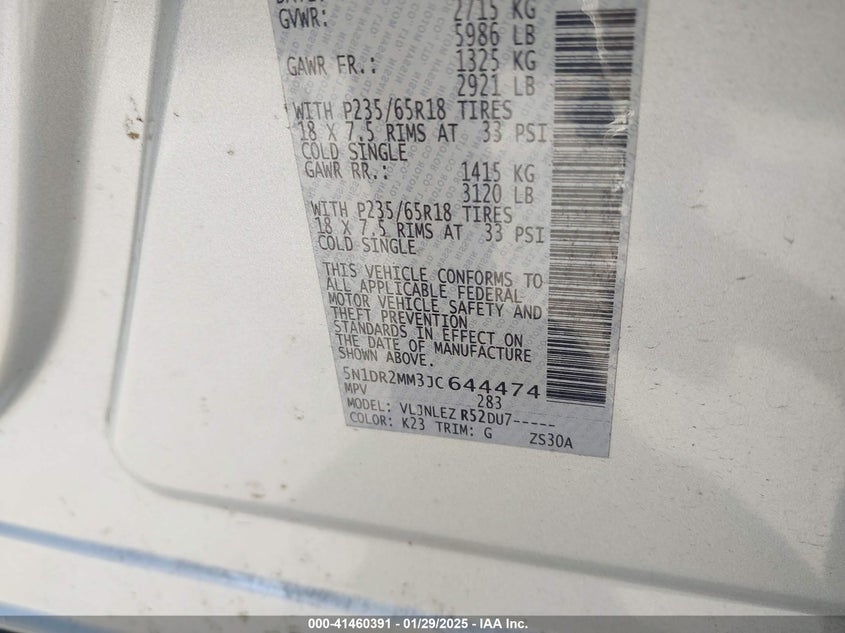 GVWR: 2715 KG
5986 LB
GAWR FR.: 1325 KG
2921 LB
WITH P235/65R18 TIRES
18 X 7.5 RIMS AT 33 PSI
COLD SINGLE
GAWR RR.: 1415 KG
3120 LB
WITH P235/65R18 TIRES
18 X 7.5 RIMS AT 33 PSI
COLD SINGLE
THIS VEHICLE CONFORMS TO
ALL APPLICABLE FEDERAL
MOTOR VEHICLE SAFETY AND
THEFT PREVENTION
STANDARDS IN EFFECT ON
THE DATE OF MANUFACTURE
SHOWN ABOVE.
5N1DR2MM3JC644474
MPV 283
MODEL: VLJNLEZ R52DU7-----
COLOR: K23 TRIM: G ZS30A
000-41460391 - 01/29/2025 - IAA Inc.